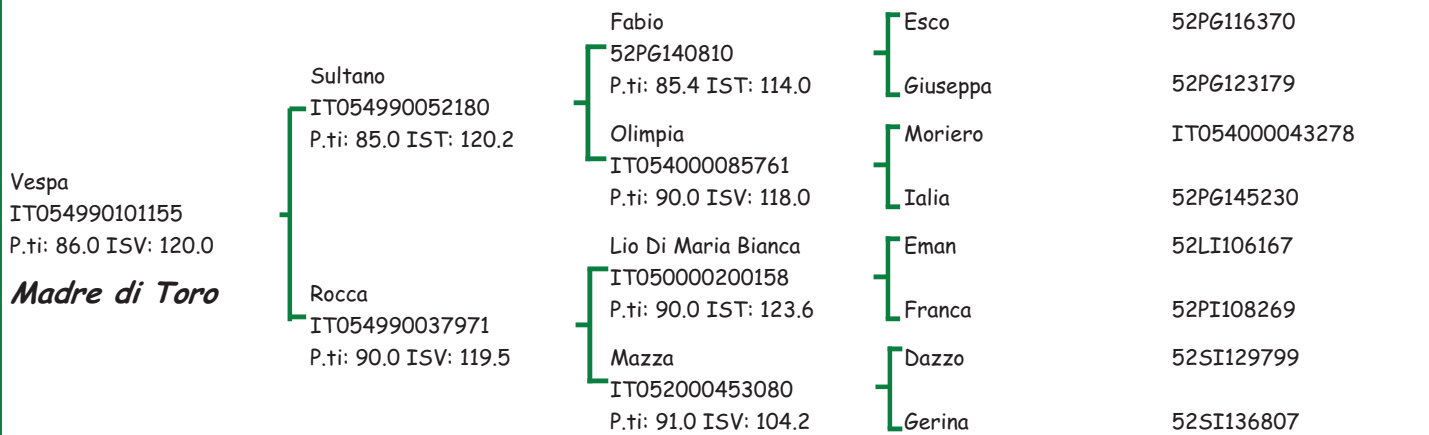 Vespa
IT054990101155
P.ti: 86.0 ISV: 120.0
Madre di Toro
Sultano
IT054990052180
P.ti: 85.0 IST: 120.2
Rocca
IT054990037971
P.ti: 90.0 ISV: 119.5
Fabio
52PG140810
P.ti: 85.4 IST: 114.0
Olimpia
IT054000085761
P.ti: 90.0 ISV: 118.0
Lio Di Maria Bianca
IT050000200158
P.ti: 90.0 IST: 123.6
Mazza
IT052000453080
P.ti: 91.0 ISV: 104.2
Esco 52PG116370
Giuseppa 52PG123179
Moriero IT054000043278
Italia 52PG145230
Eman 52LI106167
Franca 52PI108269
Dazzo 52SI129799
Gerina 52SI136807